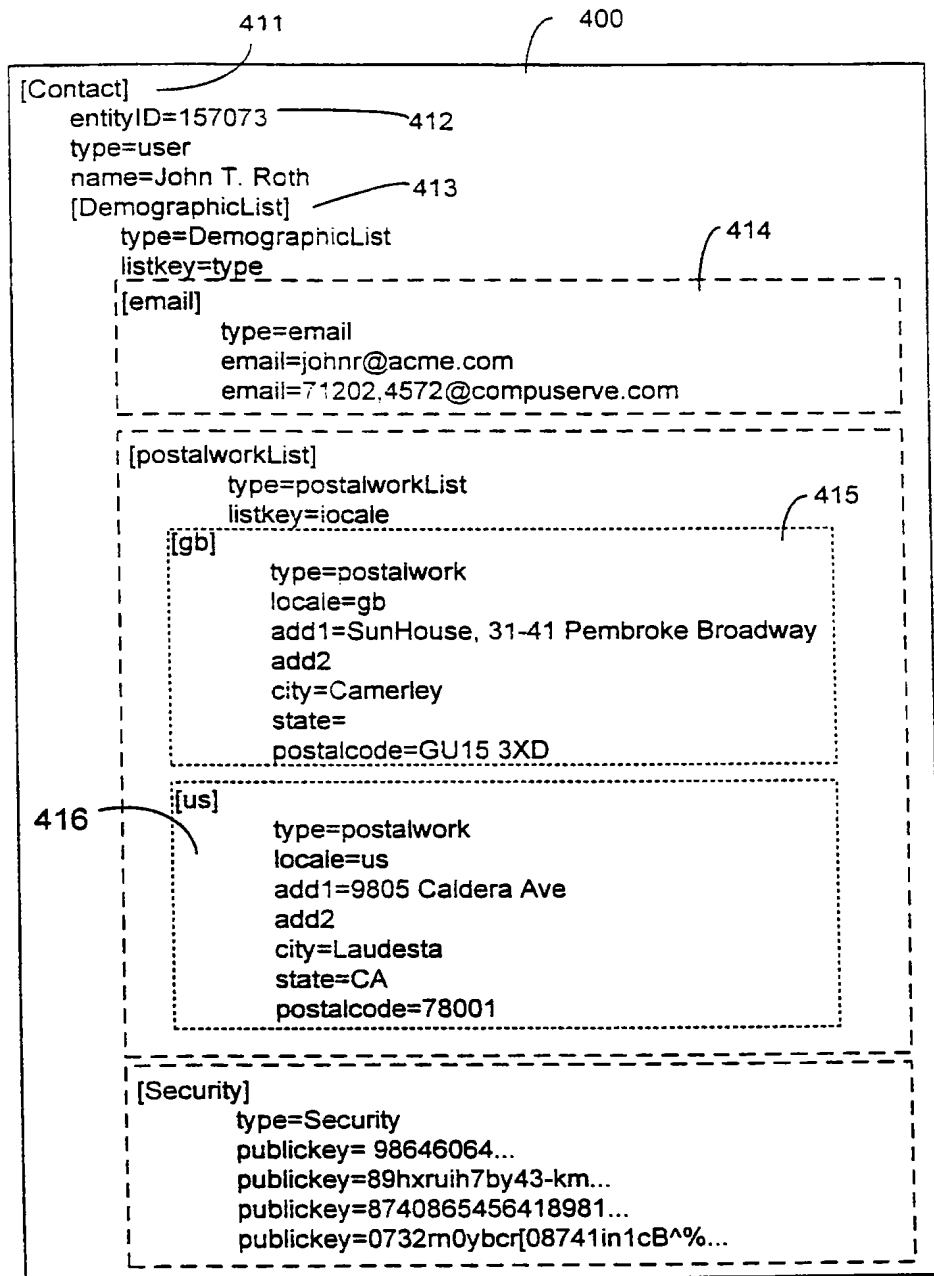 411 400
[Contact]
entityID=157073 412
type=user
name=John T. Roth
413
[DemographicList]
type=DemographicList
414
listkey=type
[email]
type=email
email=johnr@acme.com
email=71202,4572@compuserve.com
[postalworkList]
type=postalworkList
415
listkey=locale
[gb]
type=postalwork
locale=gb
add1=SunHouse, 31-41 Pembroke Broadway
add2
city=Camerley
state=
postalcode=GU15 3XD
[us]
416
type=postalwork
locale=us
add1=9805 Caldera Ave
add2
city=Laudesta
state=CA
postalcode=78001
[Security]
type=Security
publickey= 98646064...
publickey=89hxruih7by43-km...
publickey=8740865456418981...
publickey=0732rn0ybcr[08741in1cB^%...